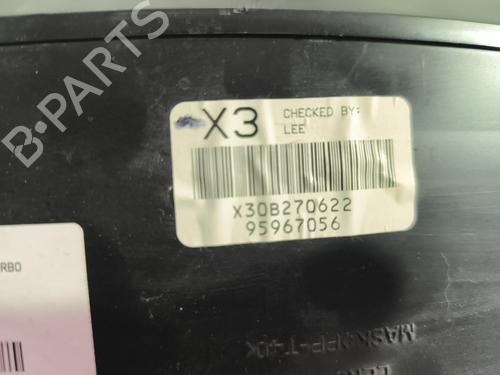 B-PARTS
X3
CHECKED BY:
LEE
X30B270622
95967056
RBO